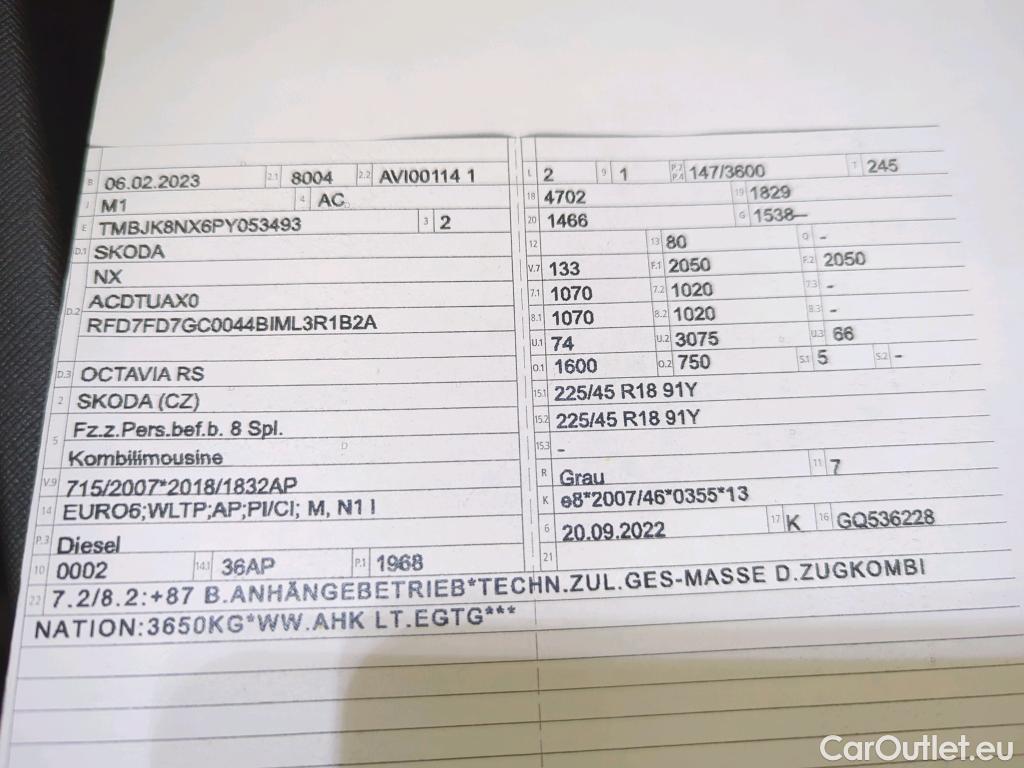 B 06.02.2023 2.1 8004 2.2 AVI00114 1
J M1 4 AC
E TMBJK8NX6PY053493 3 2
D.1 SKODA
NX
D.2 ACDTUAX0
RFD7FD7GC0044BIML3R1B2A
D.3 OCTAVIA RS
2 SKODA (CZ)
5 Fz.z.Pers.bef.b. 8 Spl.
Kombilimousine
V.9 715/2007*2018/1832AP
14 EURO6;WLTP;AP;PI/CI; M, N1 I
P.3 Diesel
10 0002 14.1 36AP P.1 1968
L 2 9 1 P.2 P.4 147/3600 T 245
18 4702 19 1829
20 1466 G 1538–
12 13 80 Q -
V.7 133 F.1 2050 F.2 2050
7.1 1070 7.2 1020 7.3 -
8.1 1070 8.2 1020 8.3 -
U.1 74 U.2 3075 U.3 66
O.1 1600 O.2 750 S.1 5 S.2 -
15.1 225/45 R18 91Y
15.2 225/45 R18 91Y
15.3 -
R Grau 11 7
K e8*2007/46*0355*13
6 20.09.2022 17 K 16 GQ536228
21
22 7.2/8.2:+87 B.ANHÄNGEBETRIEB*TECHN.ZUL.GES-MASSE D.ZUGKOMBI
NATION:3650KG*WW.AHK LT.EGTG***
CarOutlet.eu